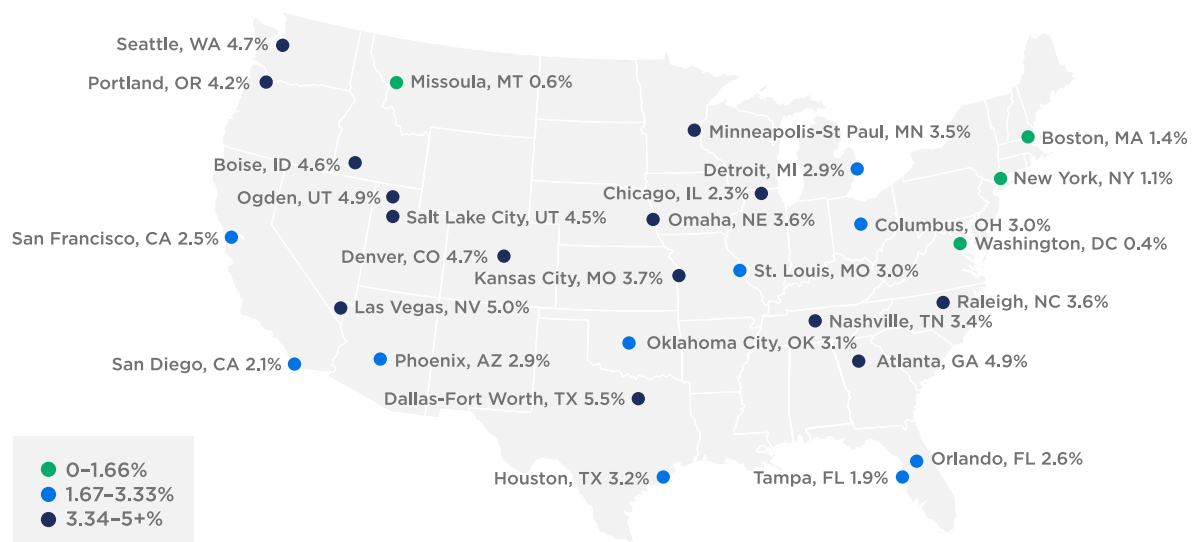 Seattle, WA 4.7%
Portland, OR 4.2%
Missoula, MT 0.6%
Minneapolis-St Paul, MN 3.5%
Boston, MA 1.4%
Boise, ID 4.6%
Detroit, MI 2.9%
New York, NY 1.1%
Ogden, UT 4.9%
Chicago, IL 2.3%
Salt Lake City, UT 4.5%
Omaha, NE 3.6%
Columbus, OH 3.0%
San Francisco, CA 2.5%
Washington, DC 0.4%
Denver, CO 4.7%
Kansas City, MO 3.7%
St. Louis, MO 3.0%
Las Vegas, NV 5.0%
Raleigh, NC 3.6%
Nashville, TN 3.4%
Oklahoma City, OK 3.1%
San Diego, CA 2.1%
Phoenix, AZ 2.9%
Atlanta, GA 4.9%
Dallas-Fort Worth, TX 5.5%
Orlando, FL 2.6%
Houston, TX 3.2%
Tampa, FL 1.9%
0–1.66%
1.67–3.33%
3.34–5+%